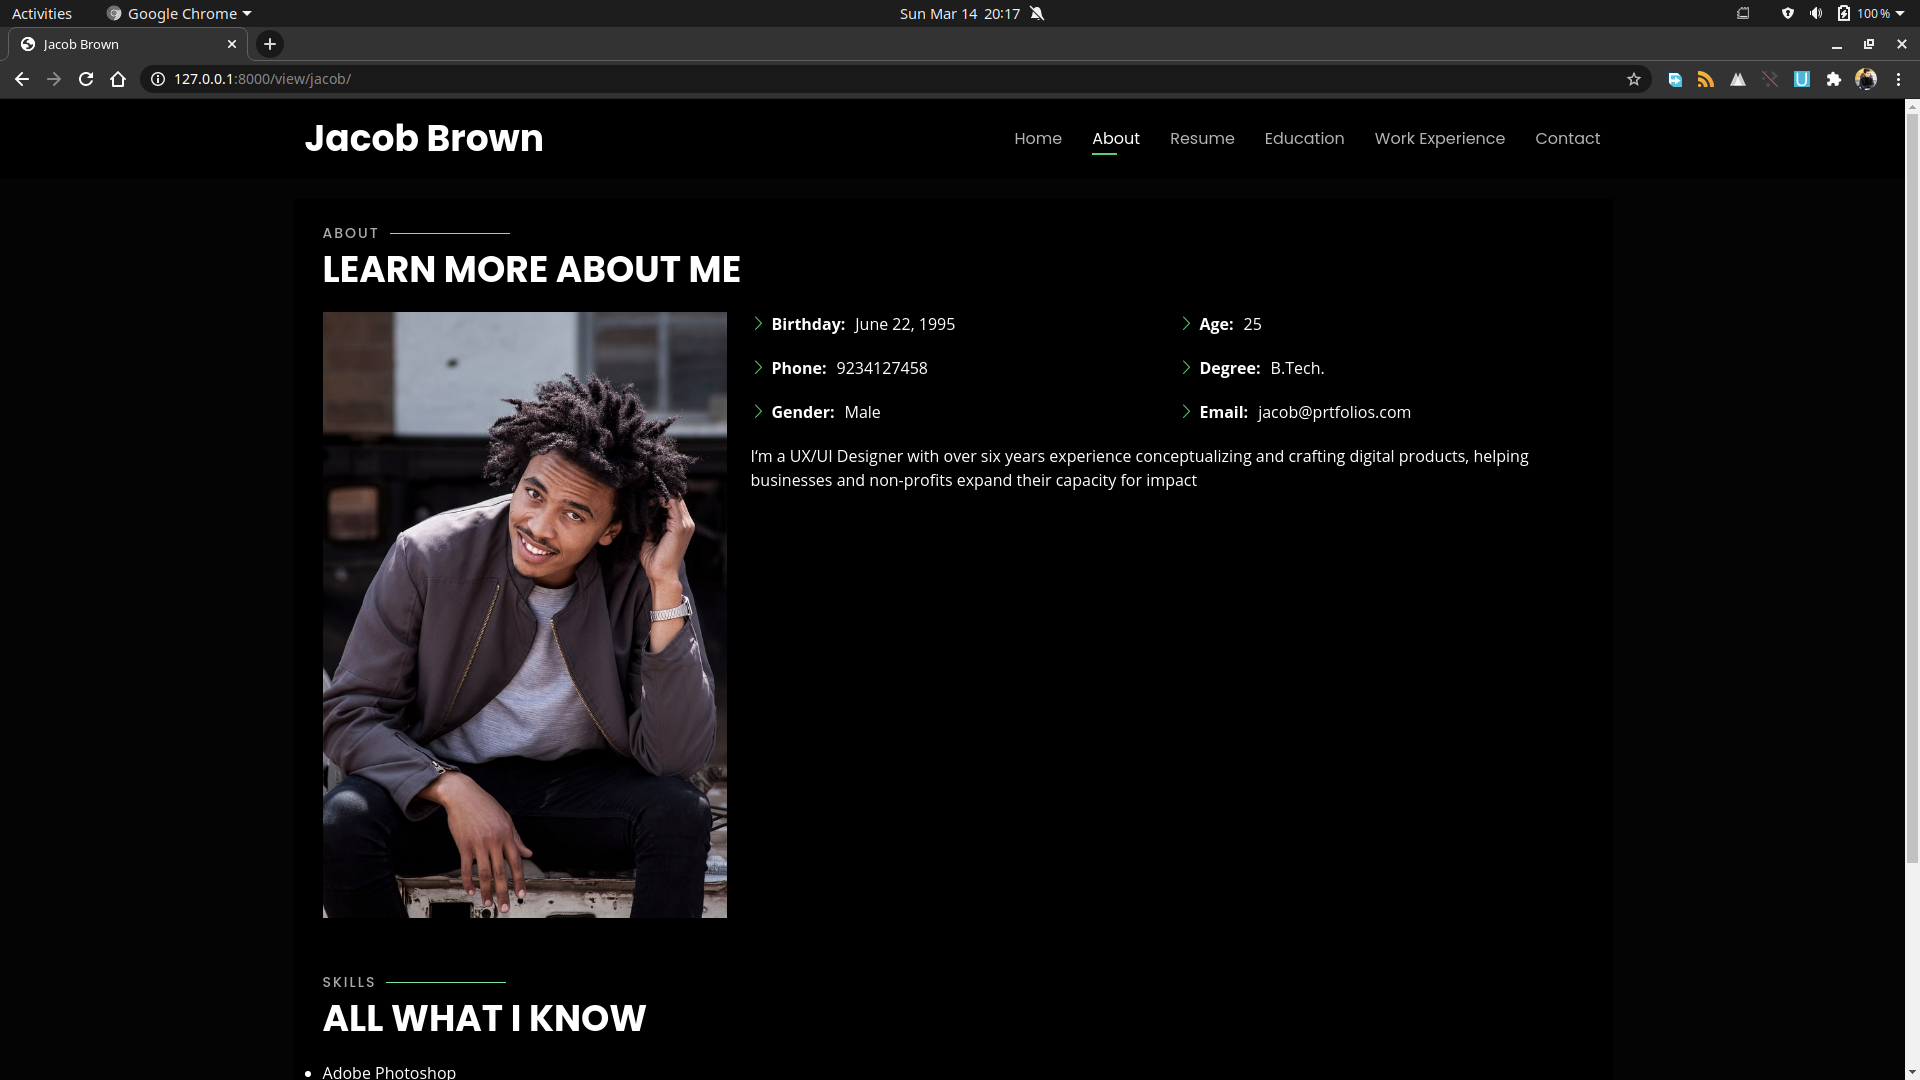 Activities Google Chrome Sun Mar 14 20:17 100 %
Jacob Brown
127.0.0.1:8000/view/jacob/
Jacob Brown Home About Resume Education Work Experience Contact
ABOUT
LEARN MORE ABOUT ME
Birthday: June 22, 1995 Age: 25
Phone: 9234127458 Degree: B.Tech.
Gender: Male Email: jacob@prtfolios.com
I'm a UX/UI Designer with over six years experience conceptualizing and crafting digital products, helping
businesses and non-profits expand their capacity for impact
SKILLS
ALL WHAT I KNOW
Adobe Photoshop